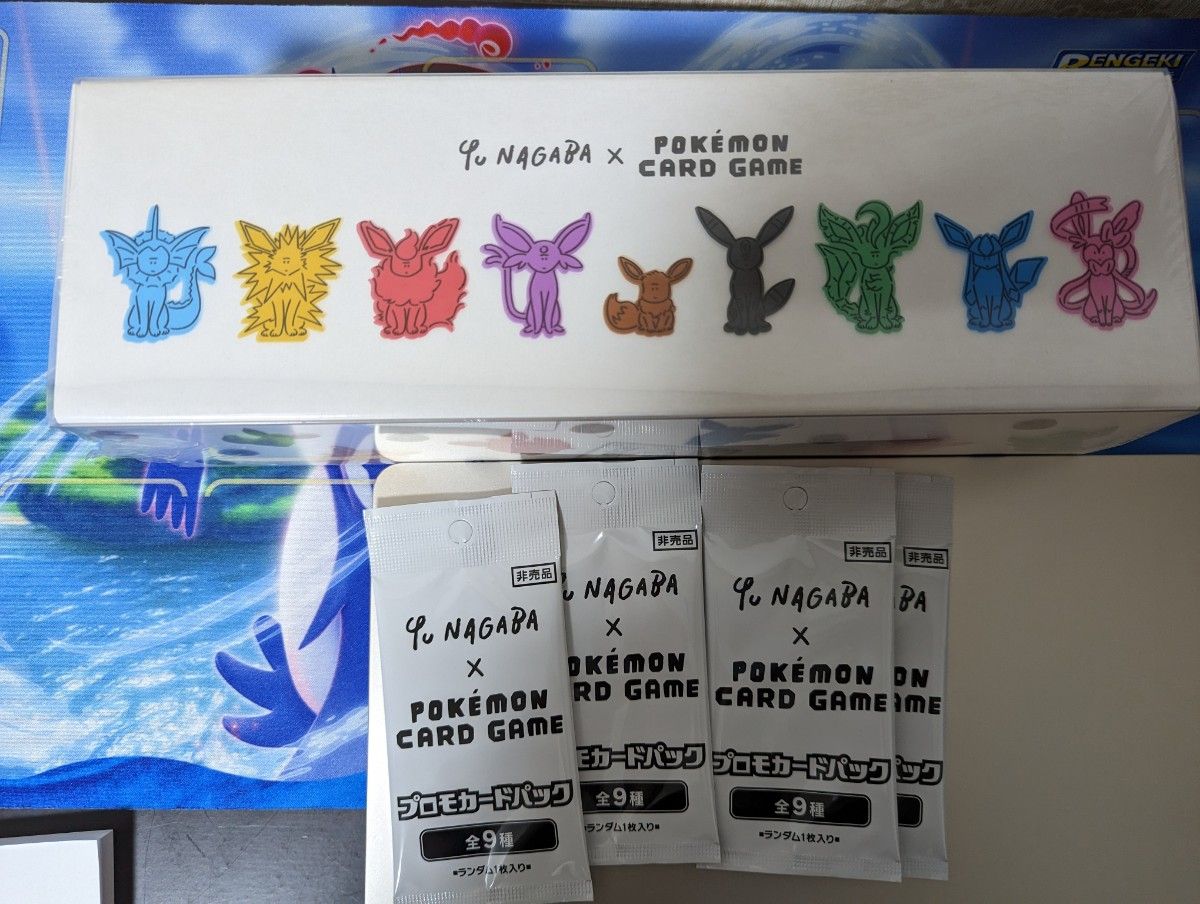 DENGEKI
Yu NAGABA × POKÉMON
CARD GAME
非売品
Yu NAGABA
×
POKÉMON
CARD GAME
プロモカードパック
全9種
■ランダム1枚入り■
非売品
NAGABA
×
OKÉMON
RD GAME
モカードパック
全9種
■ランダム1枚入り■
非売品
Yu NAGABA
×
POKÉMON
CARD GAME
プロモカードパック
全9種
■ランダム1枚入り■
非売品
BA
ON
AME
パック